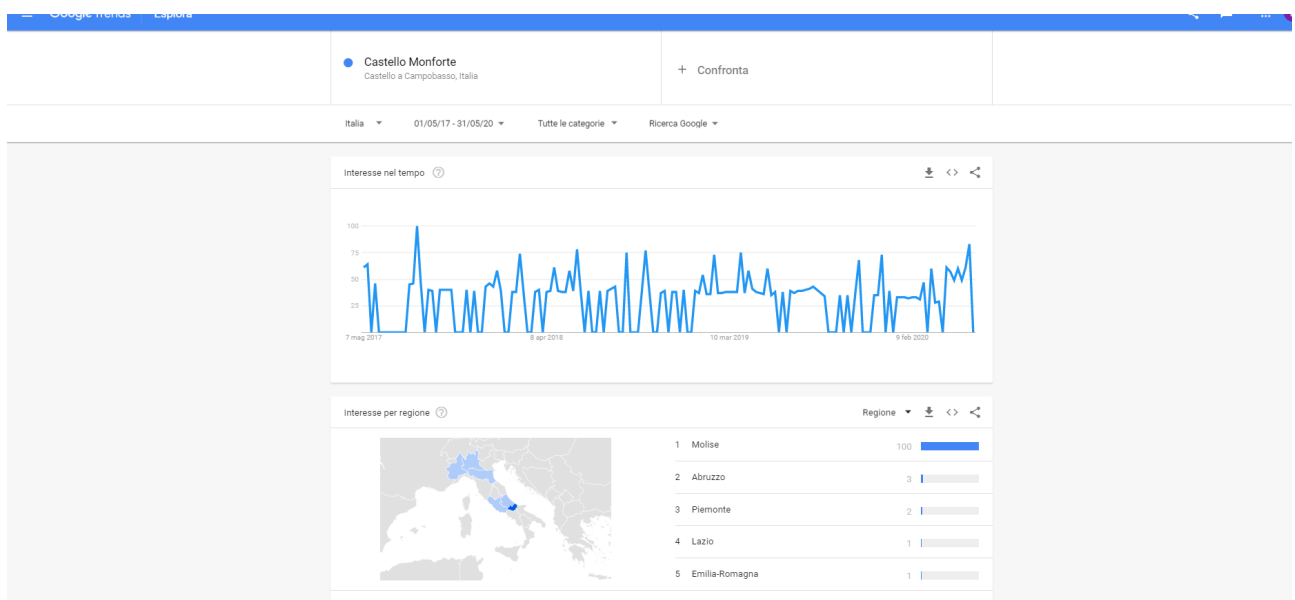 Google Trends Esplora
Castello Monforte
Castello a Campobasso, Italia
+ Confronta
Italia 01/05/17 - 31/05/20 Tutte le categorie Ricerca Google
Interesse nel tempo
100
75
50
25
7 mag 2017 8 apr 2018 10 mar 2019 9 feb 2020
Interesse per regione Regione
1 Molise 100
2 Abruzzo 3
3 Piemonte 2
4 Lazio 1
5 Emilia-Romagna 1